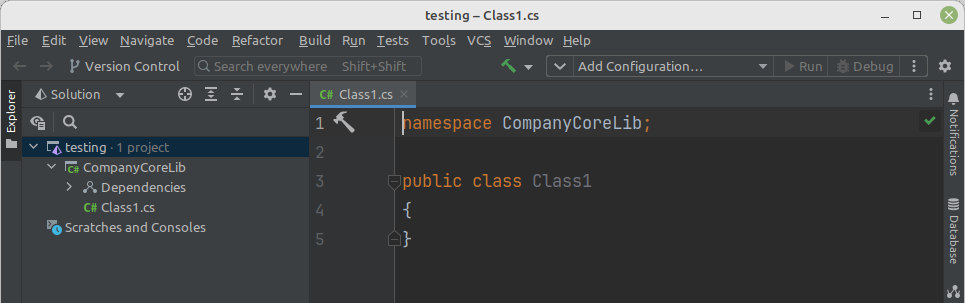 testing – Class1.cs
File Edit View Navigate Code Refactor Build Run Tests Tools VCS Window Help
Version Control Search everywhere Shift+Shift Add Configuration... Run Debug
Explorer
Solution
testing · 1 project
C# CompanyCoreLib
Dependencies
C# Class1.cs
Scratches and Consoles
C# Class1.cs
1 namespace CompanyCoreLib;
2
3 public class Class1
4 {
5 }
Notifications
Database